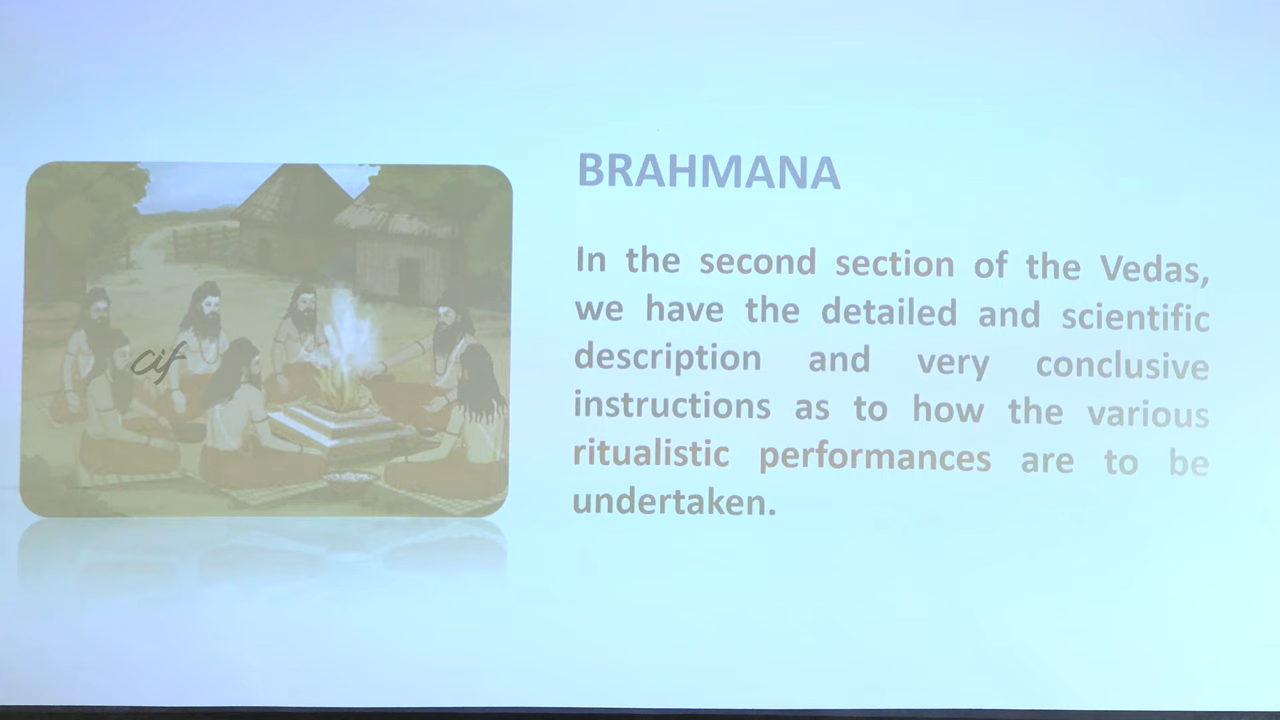 BRAHMANA
In the second section of the Vedas,
we have the detailed and scientific
description and very conclusive
instructions as to how the various
ritualistic performances are to be
undertaken.
cif